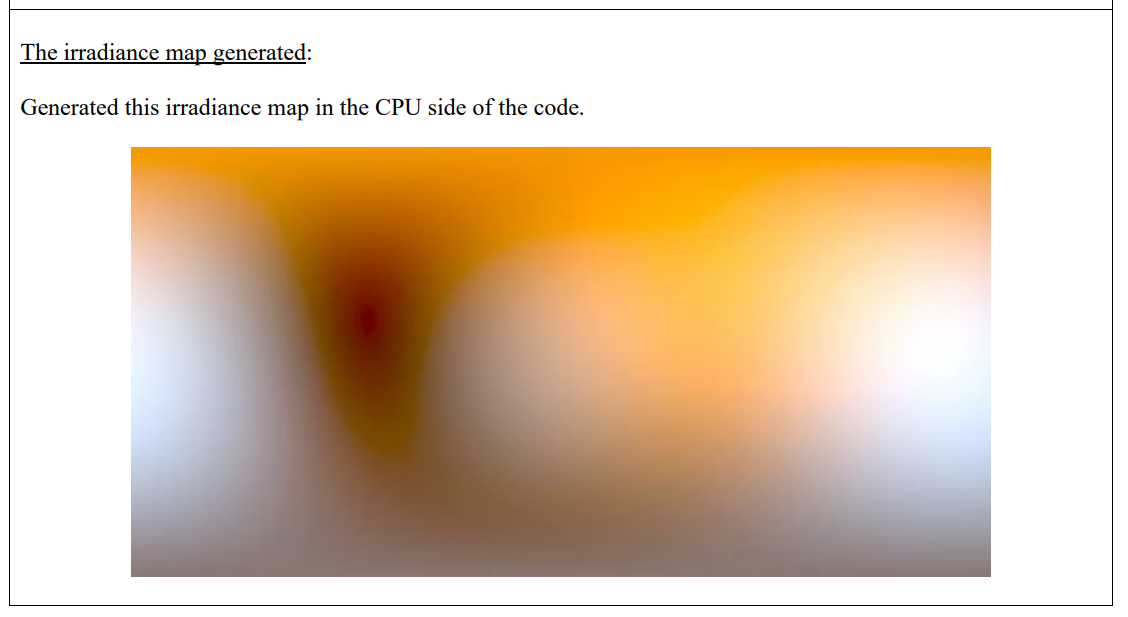 The irradiance map generated:
Generated this irradiance map in the CPU side of the code.